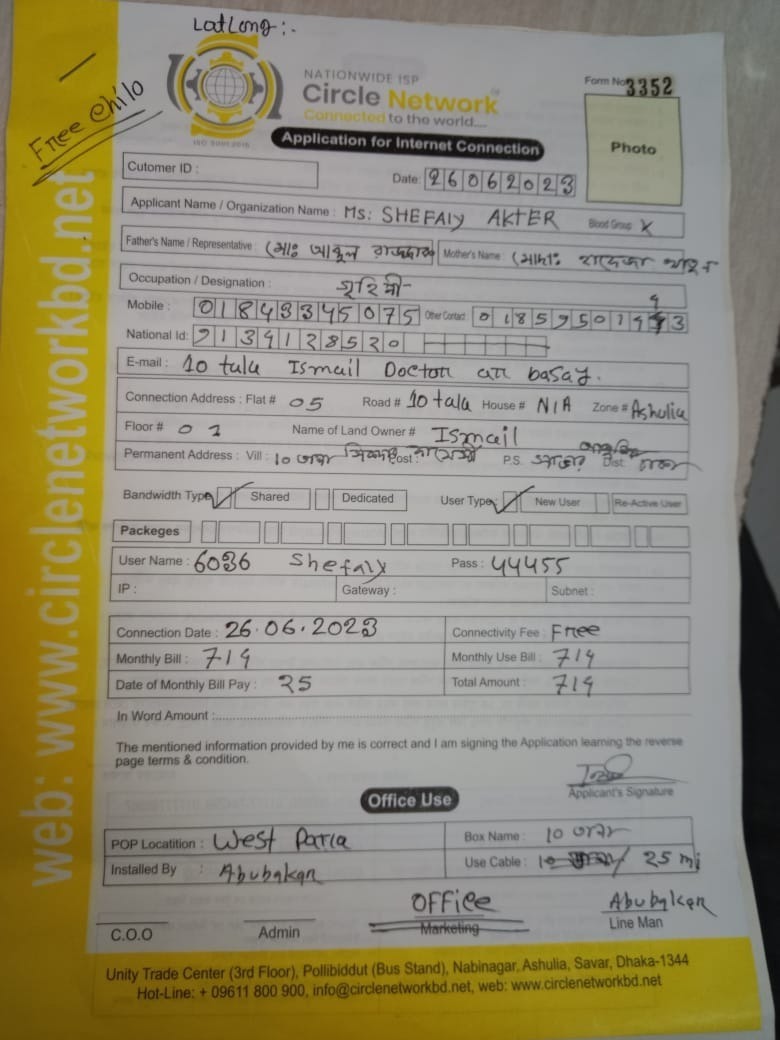 LatLong:-
Free Chilo
NATIONWIDE ISP
Circle Network
Connected to the world....
ISO 9001:2015
Form No 3352
Application for Internet Connection
Photo
Cutomer ID :
Date: 26062023
Applicant Name / Organization Name : Ms: SHEFAlY AKTER Blood Group X
Father's Name / Representative : মোঃ আবুল Mother's Name : মোসাঃ
Occupation / Designation : গৃহিনী
Mobile : 01843345075 Other Contact
National Id: 9134128520
E-mail : 10 tala Ismail Doctor ar basay.
Connection Address : Flat # 05 Road # 10 tala House # N/A Zone # Ashulia
Floor # 01 Name of Land Owner # Ismail
Permanent Address : Vill : 10 তালা Post: P.S. Dist: ঢাকা
Bandwidth Type Shared Dedicated User Type New User Re-Active User
Packeges
User Name : 6036 Shefaly Pass : 44455
IP : Gateway : Subnet :
Connection Date : 26.06.2023 Connectivity Fee : Free
Monthly Bill : 714 Monthly Use Bill : 714
Date of Monthly Bill Pay : 25 Total Amount : 714
In Word Amount :
The mentioned information provided by me is correct and I am signing the Application learning the reverse
page terms & condition.
Applicant's Signature
Office Use
POP Locatition : West Paria Box Name : 10 তালা
Installed By : Abubakar Use Cable : 25 mi
OFFice Abubakar
C.O.O Admin Marketing Line Man
Unity Trade Center (3rd Floor), Pollibiddut (Bus Stand), Nabinagar, Ashulia, Savar, Dhaka-1344
Hot-Line: + 09611 800 900, info@circlenetworkbd.net, web: www.circlenetworkbd.net
web: www.circlenetworkbd.net